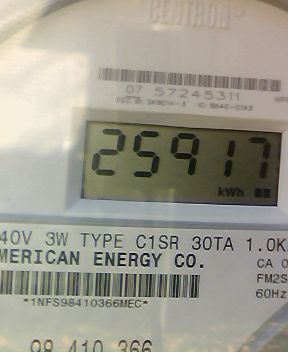 CENTRON®
07 57245311
25917
kWh
40V 3W TYPE C1SR 30TA 1.0K
MERICAN ENERGY CO.
CA 0
FM2S
*1NFS98410366MEC*
60Hz
98 410 366